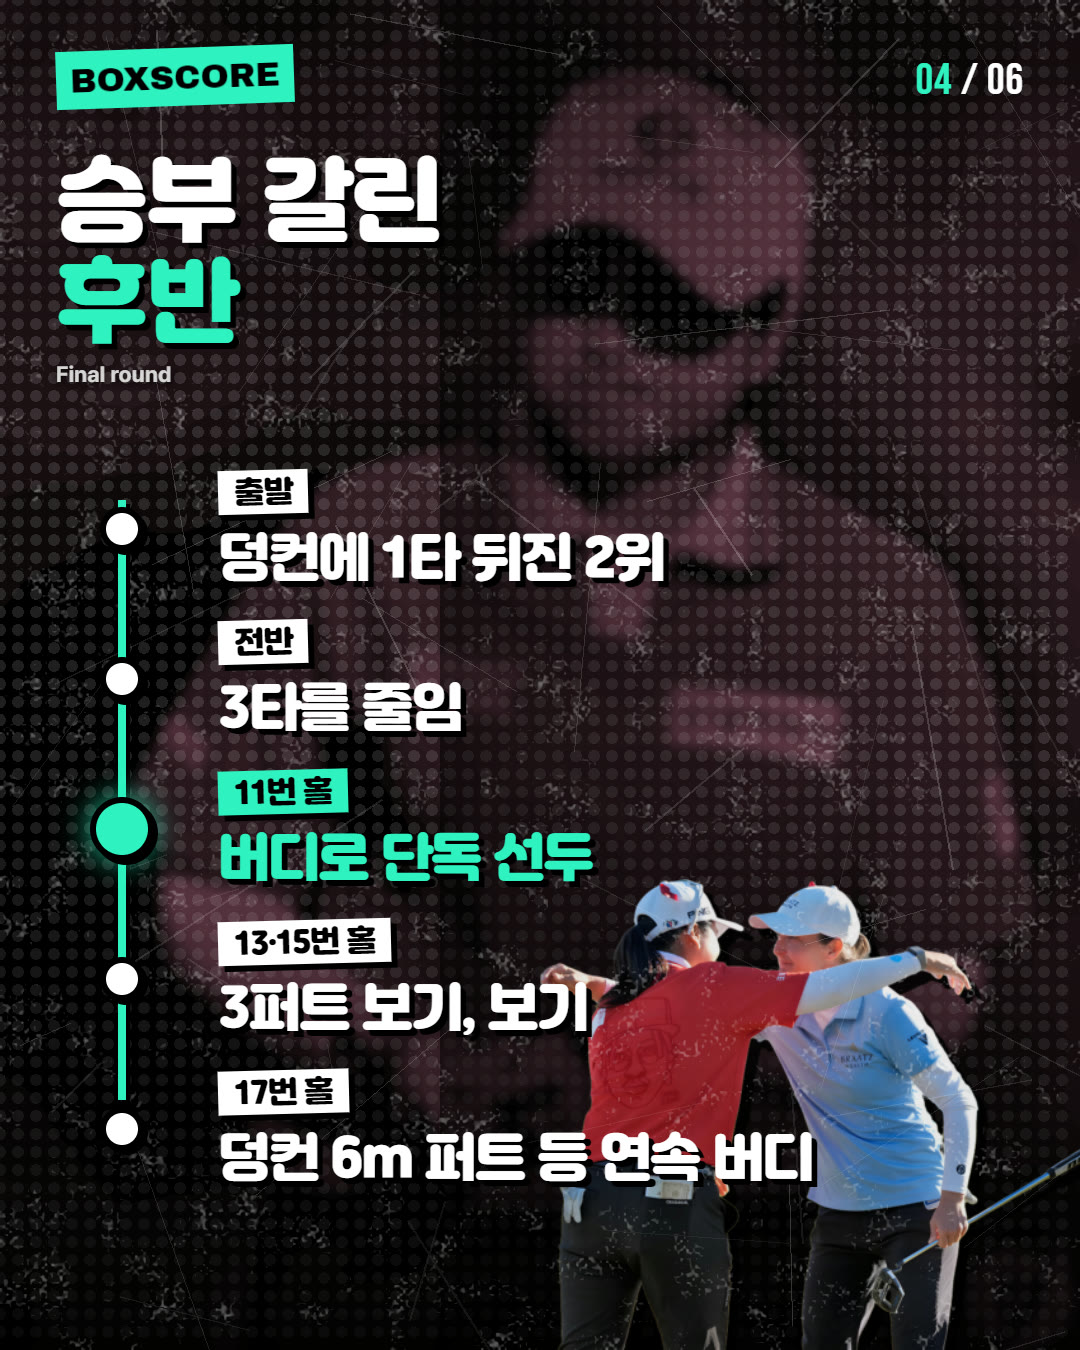 BOXSCORE
04 / 06
승부 갈린
후반
Final round
출발
덩컨에 1타 뒤진 2위
전반
3타를 줄임
11번 홀
버디로 단독 선두
13·15번 홀
3퍼트 보기, 보기
17번 홀
덩컨 6m 퍼트 등 연속 버디
PING